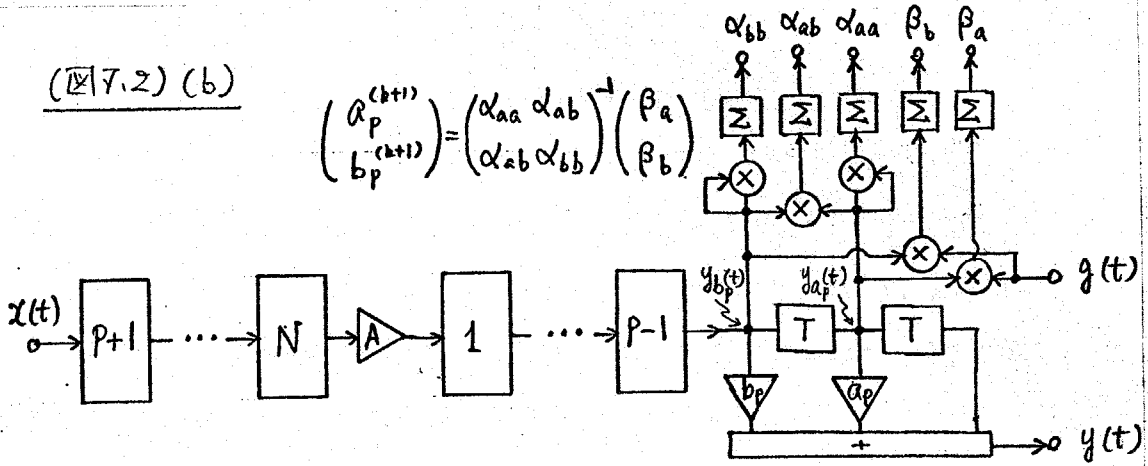 (図7.2) (b)
α_bb α_ab α_aa β_b β_a
Σ Σ Σ Σ Σ
(a_p^(k+1) b_p^(k+1)) = (α_aa α_ab α_ab α_bb)^-1 (β_a β_b)
× × × × ×
g(t)
y_bp(t) y_ap(t)
x(t) P+1 ... N A 1 ... P-1 T T
b_p a_p
+ y(t)